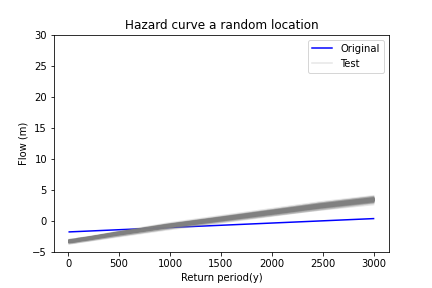 Hazard curve a random location
Original
Test
Flow (m)
30
25
20
15
10
5
0
−5
0 500 1000 1500 2000 2500 3000
Return period(y)